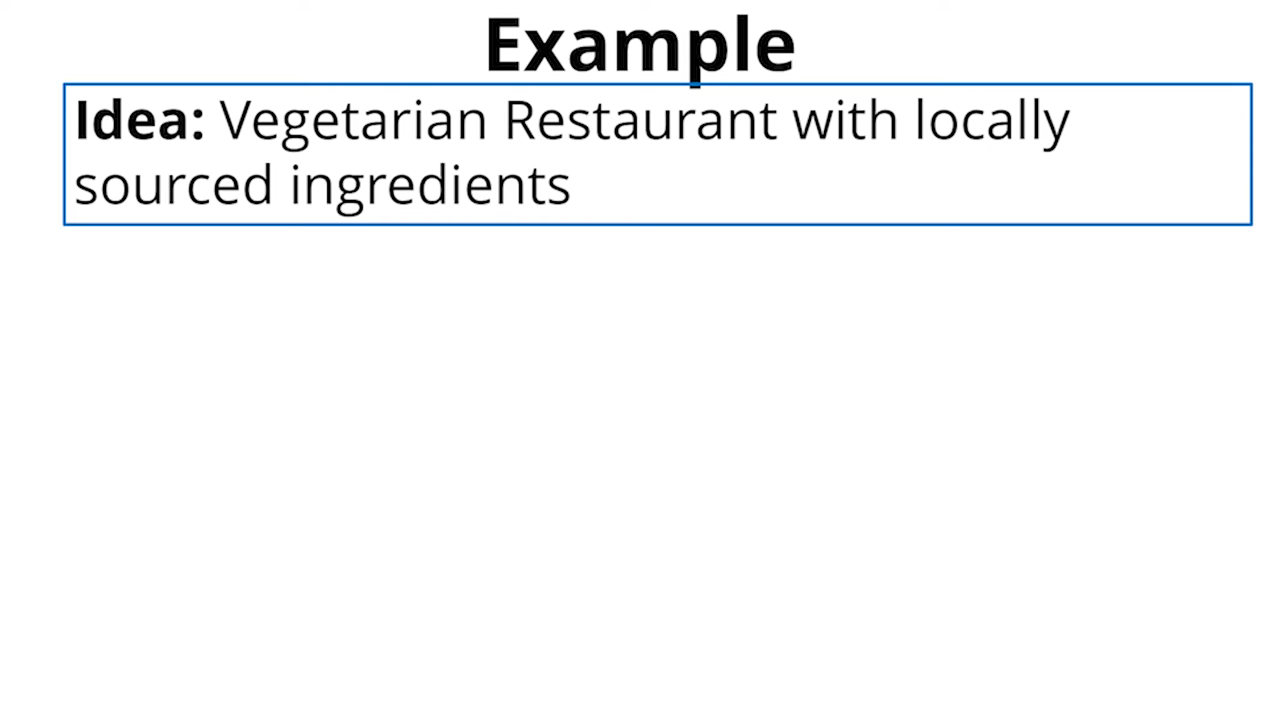 Example
Idea: Vegetarian Restaurant with locally
sourced ingredients